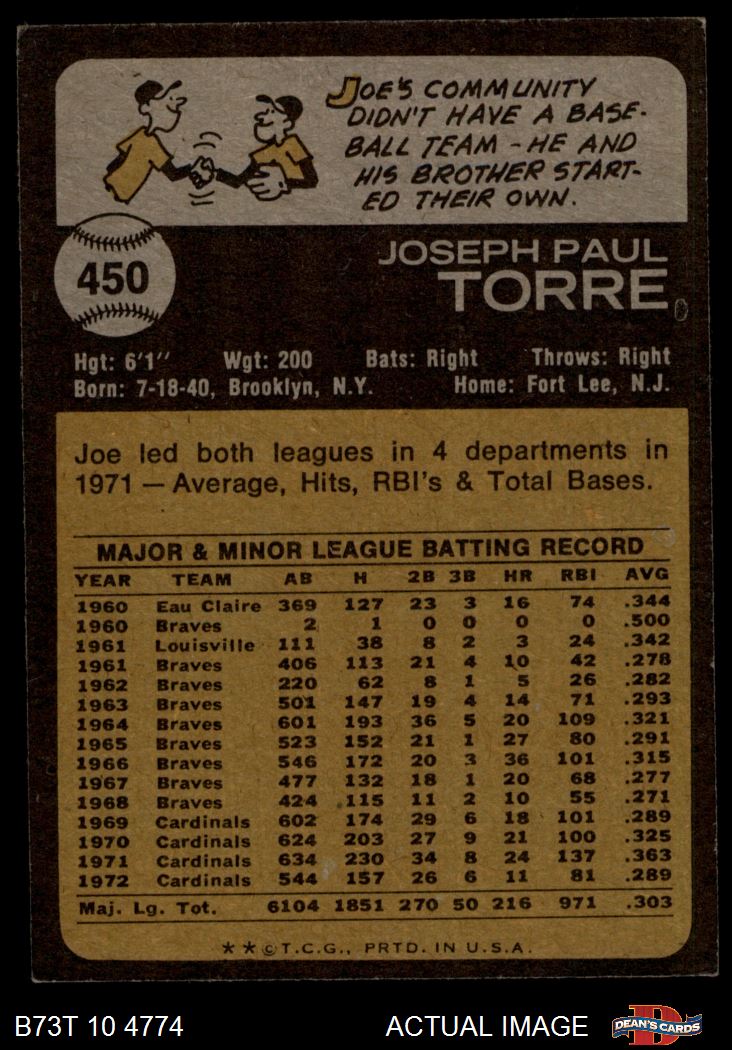 JOE'S COMMUNITY
DIDN'T HAVE A BASE-
BALL TEAM - HE AND
HIS BROTHER START-
ED THEIR OWN.
450
JOSEPH PAUL
TORRE
Hgt: 6'1" Wgt: 200 Bats: Right Throws: Right
Born: 7-18-40, Brooklyn, N.Y. Home: Fort Lee, N.J.
Joe led both leagues in 4 departments in
1971 — Average, Hits, RBI's & Total Bases.
MAJOR & MINOR LEAGUE BATTING RECORD
YEAR TEAM AB H 2B 3B HR RBI AVG
1960 Eau Claire 369 127 23 3 16 74 .344
1960 Braves 2 1 0 0 0 0 .500
1961 Louisville 111 38 8 2 3 24 .342
1961 Braves 406 113 21 4 10 42 .278
1962 Braves 220 62 8 1 5 26 .282
1963 Braves 501 147 19 4 14 71 .293
1964 Braves 601 193 36 5 20 109 .321
1965 Braves 523 152 21 1 27 80 .291
1966 Braves 546 172 20 3 36 101 .315
1967 Braves 477 132 18 1 20 68 .277
1968 Braves 424 115 11 2 10 55 .271
1969 Cardinals 602 174 29 6 18 101 .289
1970 Cardinals 624 203 27 9 21 100 .325
1971 Cardinals 634 230 34 8 24 137 .363
1972 Cardinals 544 157 26 6 11 81 .289
Maj. Lg. Tot. 6104 1851 270 50 216 971 .303
★★©T.C.G., PRTD. IN U.S.A.
B73T 10 4774 ACTUAL IMAGE D DEAN'S CARDS